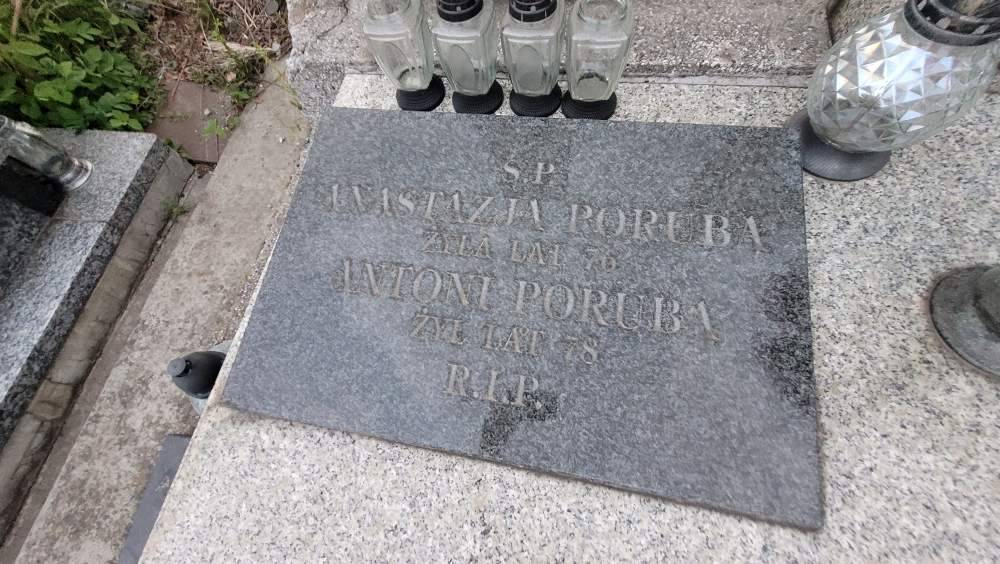 Ś.P.
ANASTAZJA PORUBA
ŻYŁA LAT 76
ANTONI PORUBA
ŻYŁ LAT 78
R.I.P.